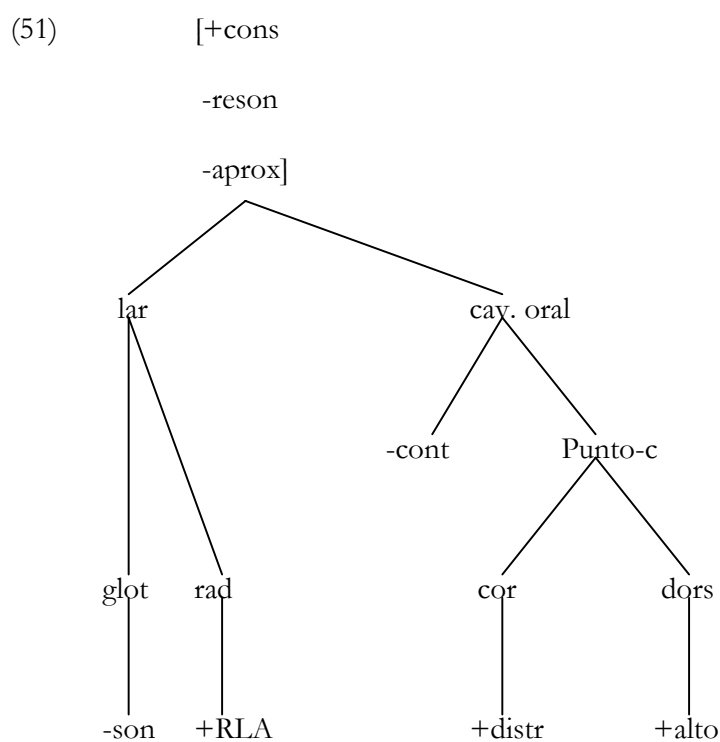 (51) [+cons
-reson
-aprox]
lar cav. oral
-cont Punto-c
glot rad cor dors
-son +RLA +distr +alto